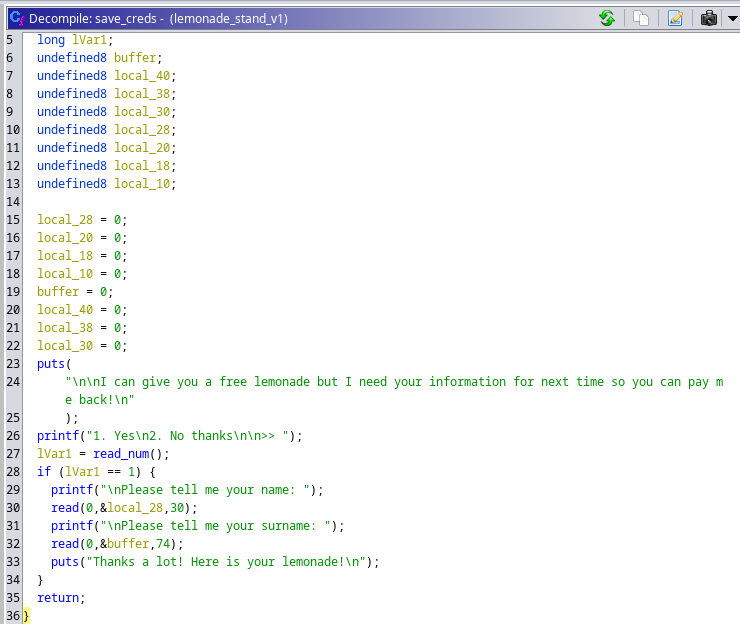 Decompile: save_creds - (lemonade_stand_v1)
5 long lVar1;
6 undefined8 buffer;
7 undefined8 local_40;
8 undefined8 local_38;
9 undefined8 local_30;
10 undefined8 local_28;
11 undefined8 local_20;
12 undefined8 local_18;
13 undefined8 local_10;
14
15 local_28 = 0;
16 local_20 = 0;
17 local_18 = 0;
18 local_10 = 0;
19 buffer = 0;
20 local_40 = 0;
21 local_38 = 0;
22 local_30 = 0;
23 puts(
24 "\n\nI can give you a free lemonade but I need your information for next time so you can pay m
e back!\n"
25 );
26 printf("1. Yes\n2. No thanks\n\n>> ");
27 lVar1 = read_num();
28 if (lVar1 == 1) {
29 printf("\nPlease tell me your name: ");
30 read(0,&local_28,30);
31 printf("\nPlease tell me your surname: ");
32 read(0,&buffer,74);
33 puts("Thanks a lot! Here is your lemonade!\n");
34 }
35 return;
36 }